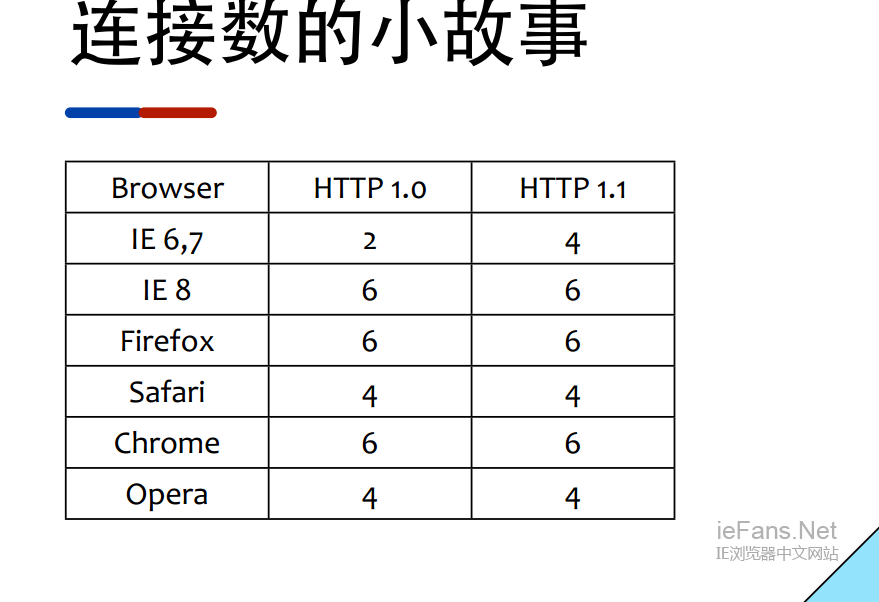 连接数的小故事
Browser HTTP 1.0 HTTP 1.1
IE 6,7 2 4
IE 8 6 6
Firefox 6 6
Safari 4 4
Chrome 6 6
Opera 4 4
ieFans.Net
IE浏览器中文网站